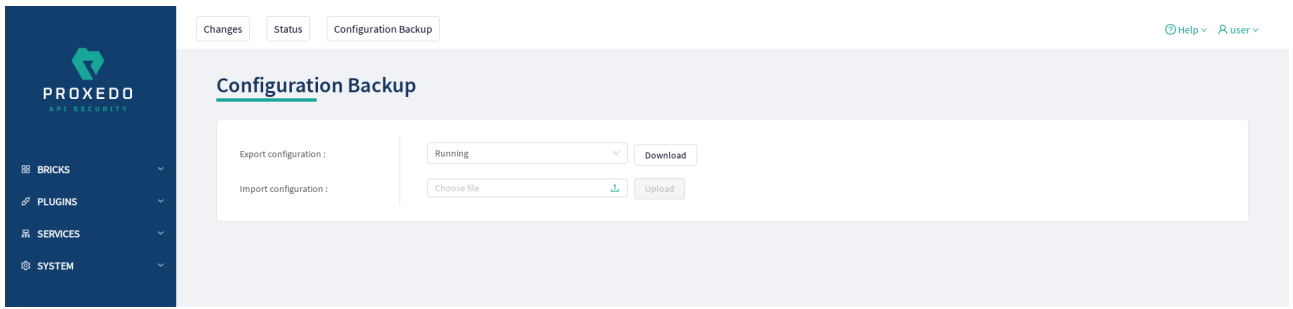 Changes Status Configuration Backup Help user
PROXEDO
API SECURITY
Configuration Backup
BRICKS
PLUGINS
SERVICES
SYSTEM
Export configuration : Running Download
Import configuration : Choose file Upload